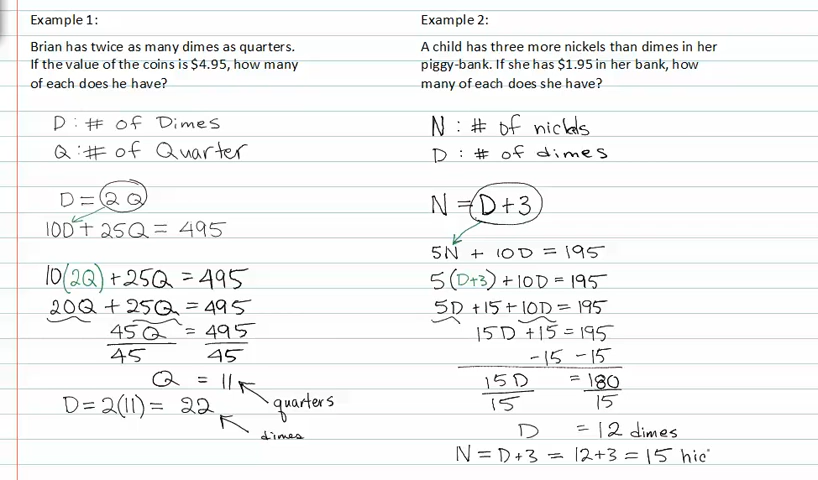 Example 1:
Brian has twice as many dimes as quarters.
If the value of the coins is $4.95, how many
of each does he have?
D : # of Dimes
Q : # of Quarter
D = 2Q
10D + 25Q = 495
10(2Q) + 25Q = 495
20Q + 25Q = 495
45Q = 495
45 45
Q = 11
quarters
D = 2(11) = 22
dimes
Example 2:
A child has three more nickels than dimes in her
piggy-bank. If she has $1.95 in her bank, how
many of each does she have?
N : # of nickels
D : # of dimes
N = D+3
5N + 10D = 195
5(D+3) + 10D = 195
5D + 15 + 10D = 195
15D + 15 = 195
-15 -15
15D = 180
15 15
D = 12 dimes
N = D+3 = 12+3 = 15 nic